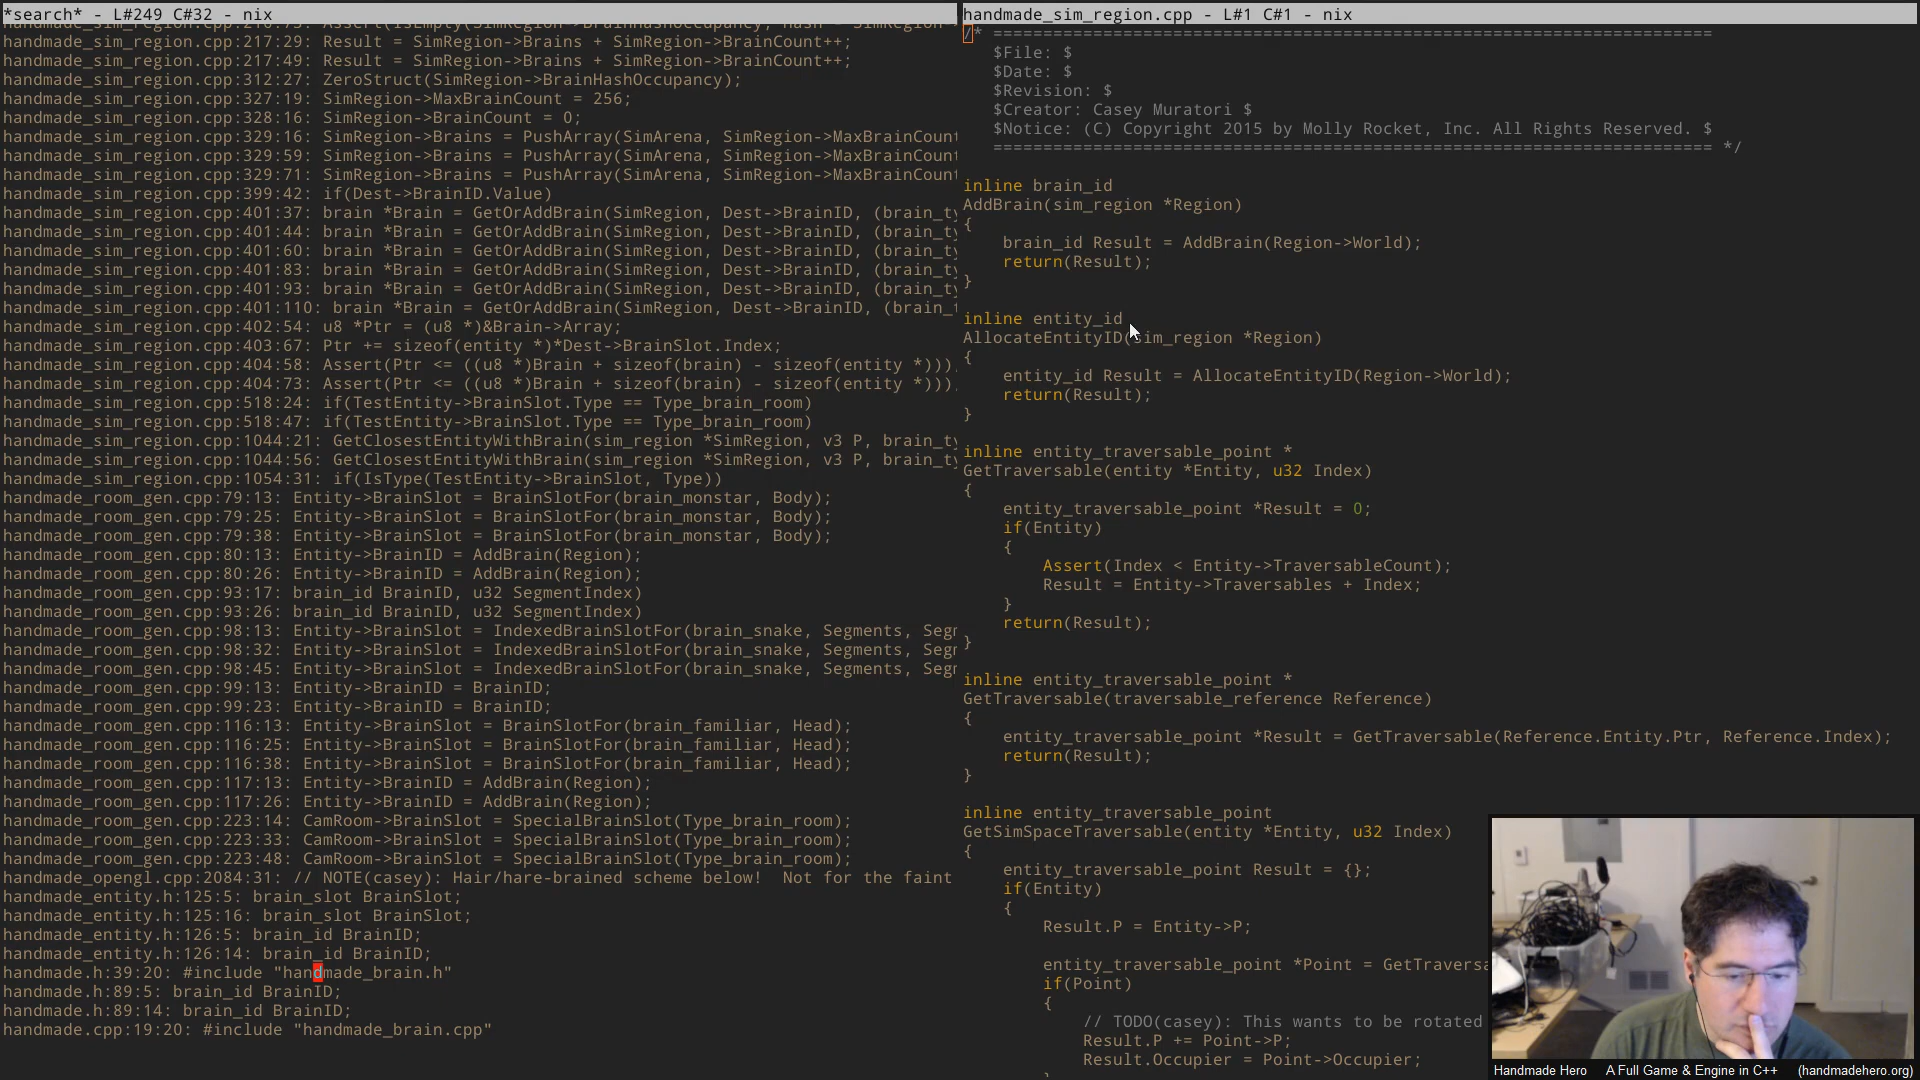 *search* - L#249 C#32 - nix
handmade_sim_region.cpp:217:29: Result = SimRegion->Brains + SimRegion->BrainCount++;
handmade_sim_region.cpp:217:49: Result = SimRegion->Brains + SimRegion->BrainCount++;
handmade_sim_region.cpp:312:27: ZeroStruct(SimRegion->BrainHashOccupancy);
handmade_sim_region.cpp:327:19: SimRegion->MaxBrainCount = 256;
handmade_sim_region.cpp:328:16: SimRegion->BrainCount = 0;
handmade_sim_region.cpp:329:16: SimRegion->Brains = PushArray(SimArena, SimRegion->MaxBrainCount
handmade_sim_region.cpp:329:59: SimRegion->Brains = PushArray(SimArena, SimRegion->MaxBrainCount
handmade_sim_region.cpp:329:71: SimRegion->Brains = PushArray(SimArena, SimRegion->MaxBrainCount
handmade_sim_region.cpp:399:42: if(Dest->BrainID.Value)
handmade_sim_region.cpp:401:37: brain *Brain = GetOrAddBrain(SimRegion, Dest->BrainID, (brain_ty
handmade_sim_region.cpp:401:44: brain *Brain = GetOrAddBrain(SimRegion, Dest->BrainID, (brain_ty
handmade_sim_region.cpp:401:60: brain *Brain = GetOrAddBrain(SimRegion, Dest->BrainID, (brain_ty
handmade_sim_region.cpp:401:83: brain *Brain = GetOrAddBrain(SimRegion, Dest->BrainID, (brain_ty
handmade_sim_region.cpp:401:93: brain *Brain = GetOrAddBrain(SimRegion, Dest->BrainID, (brain_ty
handmade_sim_region.cpp:401:110: brain *Brain = GetOrAddBrain(SimRegion, Dest->BrainID, (brain_t
handmade_sim_region.cpp:402:54: u8 *Ptr = (u8 *)&Brain->Array;
handmade_sim_region.cpp:403:67: Ptr += sizeof(entity *)*Dest->BrainSlot.Index;
handmade_sim_region.cpp:404:58: Assert(Ptr <= ((u8 *)Brain + sizeof(brain) - sizeof(entity *)));
handmade_sim_region.cpp:404:73: Assert(Ptr <= ((u8 *)Brain + sizeof(brain) - sizeof(entity *)));
handmade_sim_region.cpp:518:24: if(TestEntity->BrainSlot.Type == Type_brain_room)
handmade_sim_region.cpp:518:47: if(TestEntity->BrainSlot.Type == Type_brain_room)
handmade_sim_region.cpp:1044:21: GetClosestEntityWithBrain(sim_region *SimRegion, v3 P, brain_ty
handmade_sim_region.cpp:1044:56: GetClosestEntityWithBrain(sim_region *SimRegion, v3 P, brain_ty
handmade_sim_region.cpp:1054:31: if(IsType(TestEntity->BrainSlot, Type))
handmade_room_gen.cpp:79:13: Entity->BrainSlot = BrainSlotFor(brain_monstar, Body);
handmade_room_gen.cpp:79:25: Entity->BrainSlot = BrainSlotFor(brain_monstar, Body);
handmade_room_gen.cpp:79:38: Entity->BrainSlot = BrainSlotFor(brain_monstar, Body);
handmade_room_gen.cpp:80:13: Entity->BrainID = AddBrain(Region);
handmade_room_gen.cpp:80:26: Entity->BrainID = AddBrain(Region);
handmade_room_gen.cpp:93:17: brain_id BrainID, u32 SegmentIndex)
handmade_room_gen.cpp:93:26: brain_id BrainID, u32 SegmentIndex)
handmade_room_gen.cpp:98:13: Entity->BrainSlot = IndexedBrainSlotFor(brain_snake, Segments, Segm
handmade_room_gen.cpp:98:32: Entity->BrainSlot = IndexedBrainSlotFor(brain_snake, Segments, Segm
handmade_room_gen.cpp:98:45: Entity->BrainSlot = IndexedBrainSlotFor(brain_snake, Segments, Segm
handmade_room_gen.cpp:99:13: Entity->BrainID = BrainID;
handmade_room_gen.cpp:99:23: Entity->BrainID = BrainID;
handmade_room_gen.cpp:116:13: Entity->BrainSlot = BrainSlotFor(brain_familiar, Head);
handmade_room_gen.cpp:116:25: Entity->BrainSlot = BrainSlotFor(brain_familiar, Head);
handmade_room_gen.cpp:116:38: Entity->BrainSlot = BrainSlotFor(brain_familiar, Head);
handmade_room_gen.cpp:117:13: Entity->BrainID = AddBrain(Region);
handmade_room_gen.cpp:117:26: Entity->BrainID = AddBrain(Region);
handmade_room_gen.cpp:223:14: CamRoom->BrainSlot = SpecialBrainSlot(Type_brain_room);
handmade_room_gen.cpp:223:33: CamRoom->BrainSlot = SpecialBrainSlot(Type_brain_room);
handmade_room_gen.cpp:223:48: CamRoom->BrainSlot = SpecialBrainSlot(Type_brain_room);
handmade_opengl.cpp:2084:31: // NOTE(casey): Hair/hare-brained scheme below!  Not for the faint
handmade_entity.h:125:5: brain_slot BrainSlot;
handmade_entity.h:125:16: brain_slot BrainSlot;
handmade_entity.h:126:5: brain_id BrainID;
handmade_entity.h:126:14: brain_id BrainID;
handmade.h:39:20: #include "handmade_brain.h"
handmade.h:89:5: brain_id BrainID;
handmade.h:89:14: brain_id BrainID;
handmade.cpp:19:20: #include "handmade_brain.cpp"
handmade_sim_region.cpp - L#1 C#1 - nix
/* ========================================================================
$File: $
$Date: $
$Revision: $
$Creator: Casey Muratori $
$Notice: (C) Copyright 2015 by Molly Rocket, Inc. All Rights Reserved. $
======================================================================== */
inline brain_id
AddBrain(sim_region *Region)
{
brain_id Result = AddBrain(Region->World);
return(Result);
}
inline entity_id
AllocateEntityID(sim_region *Region)
{
entity_id Result = AllocateEntityID(Region->World);
return(Result);
}
inline entity_traversable_point *
GetTraversable(entity *Entity, u32 Index)
{
entity_traversable_point *Result = 0;
if(Entity)
{
Assert(Index < Entity->TraversableCount);
Result = Entity->Traversables + Index;
}
return(Result);
}
inline entity_traversable_point *
GetTraversable(traversable_reference Reference)
{
entity_traversable_point *Result = GetTraversable(Reference.Entity.Ptr, Reference.Index);
return(Result);
}
inline entity_traversable_point
GetSimSpaceTraversable(entity *Entity, u32 Index)
{
entity_traversable_point Result = {};
if(Entity)
{
Result.P = Entity->P;
entity_traversable_point *Point = GetTraversa
if(Point)
{
// TODO(casey): This wants to be rotated
Result.P += Point->P;
Result.Occupier = Point->Occupier;
Handmade Hero
A Full Game & Engine in C++
(handmadehero.org)